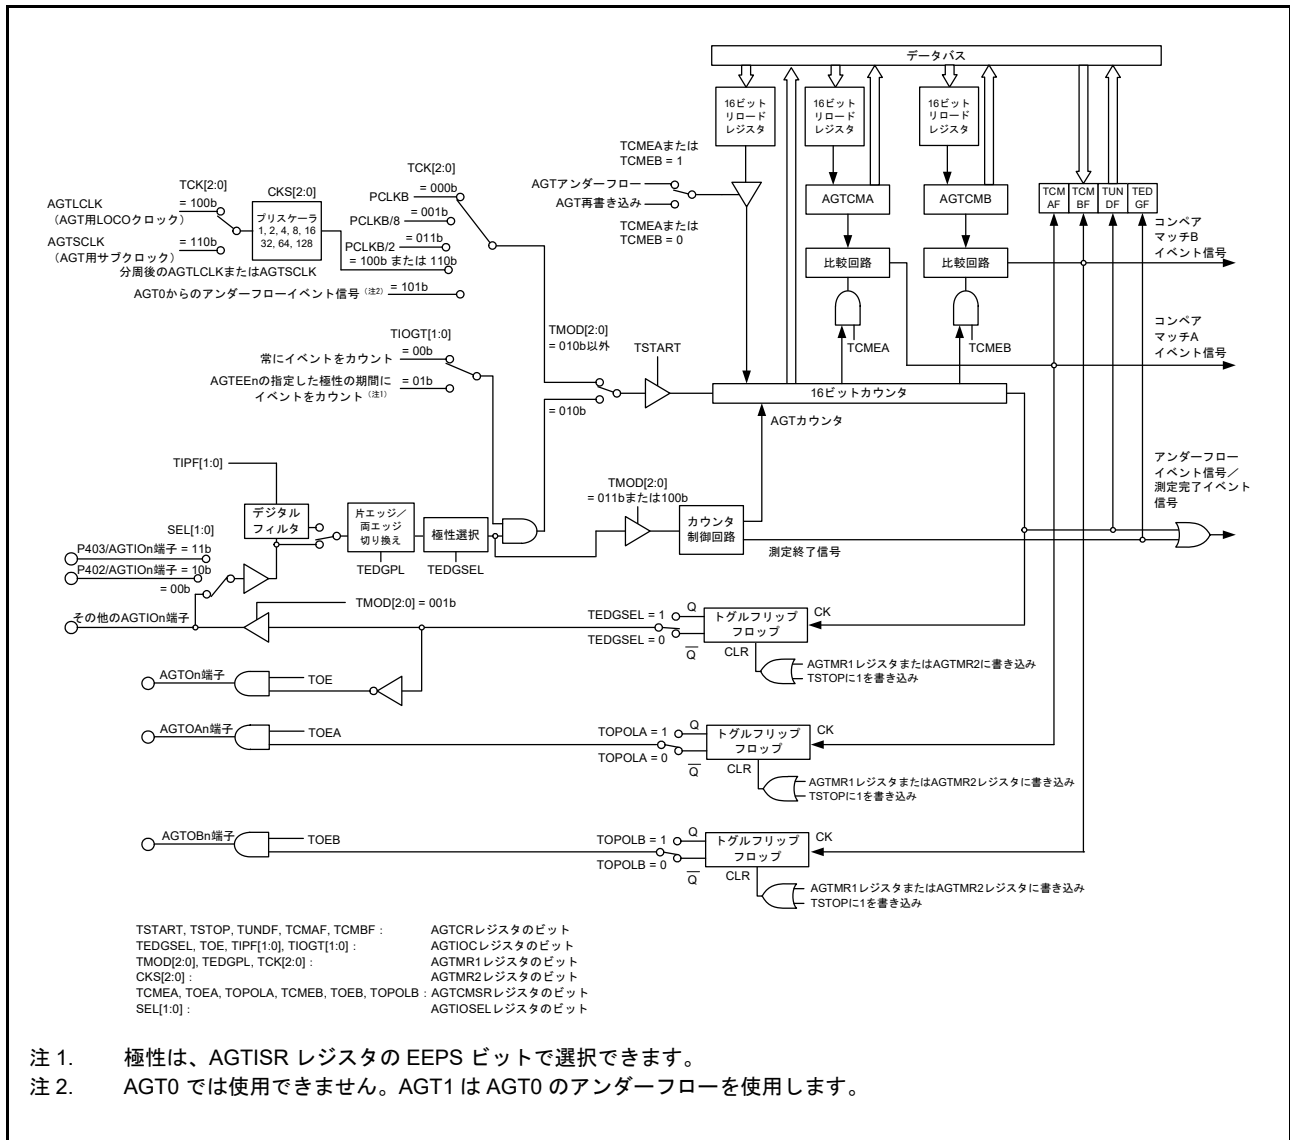 データバス
16ビット
リロード
レジスタ
16ビット
リロード
レジスタ
16ビット
リロード
レジスタ
TCMEAまたは
TCMEB = 1
AGTアンダーフロー
AGT再書き込み
TCMEAまたは
TCMEB = 0
TCK[2:0]
= 000b
PCLKB
= 001b
PCLKB/8
= 011b
PCLKB/2
= 100b または 110b
TCK[2:0]
CKS[2:0]
= 100b
AGTLCLK
(AGT用LOCOクロック)
プリスケーラ
1, 2, 4, 8, 16
32, 64, 128
AGTSCLK
= 110b
(AGT用サブクロック)
分周後のAGTLCLKまたはAGTSCLK
AGT0からのアンダーフローイベント信号 (注2) = 101b
AGTCMA
AGTCMB
比較回路
比較回路
TCMEA
TCMEB
TCM
AF
TCM
BF
TUN
DF
TED
GF
コンペア
マッチB
イベント信号
コンペア
マッチA
イベント信号
TIOGT[1:0]
= 00b
常にイベントをカウント
AGTEEnの指定した極性の期間に
イベントをカウント (注1)
= 01b
TMOD[2:0]
= 010b以外
= 010b
TSTART
16ビットカウンタ
AGTカウンタ
TIPF[1:0]
デジタル
フィルタ
片エッジ/
両エッジ
切り換え
極性選択
TEDGPL
TEDGSEL
TMOD[2:0]
= 011bまたは100b
カウンタ
制御回路
測定終了信号
アンダーフロー
イベント信号/
測定完了イベント
信号
SEL[1:0]
P403/AGTIOn端子 = 11b
P402/AGTIOn端子 = 10b
= 00b
その他のAGTIOn端子
TMOD[2:0] = 001b
TEDGSEL = 1
TEDGSEL = 0
Q
Q
トグルフリップ
フロップ
CK
CLR
AGTMR1レジスタまたはAGTMR2に書き込み
TSTOPに1を書き込み
AGTOn端子
TOE
AGTOAn端子
TOEA
TOPOLA = 1
TOPOLA = 0
Q
Q
トグルフリップ
フロップ
CK
CLR
AGTMR1レジスタまたはAGTMR2レジスタに書き込み
TSTOPに1を書き込み
AGTOBn端子
TOEB
TOPOLB = 1
TOPOLB = 0
Q
Q
トグルフリップ
フロップ
CK
CLR
AGTMR1レジスタまたはAGTMR2レジスタに書き込み
TSTOPに1を書き込み
TSTART, TSTOP, TUNDF, TCMAF, TCMBF : AGTCRレジスタのビット
TEDGSEL, TOE, TIPF[1:0], TIOGT[1:0] : AGTIOCレジスタのビット
TMOD[2:0], TEDGPL, TCK[2:0] : AGTMR1レジスタのビット
CKS[2:0] : AGTMR2レジスタのビット
TCMEA, TOEA, TOPOLA, TCMEB, TOEB, TOPOLB : AGTCMSRレジスタのビット
SEL[1:0] : AGTIOSELレジスタのビット
注 1. 極性は、AGTISR レジスタの EEPS ビットで選択できます。
注 2. AGT0 では使用できません。AGT1 は AGT0 のアンダーフローを使用します。